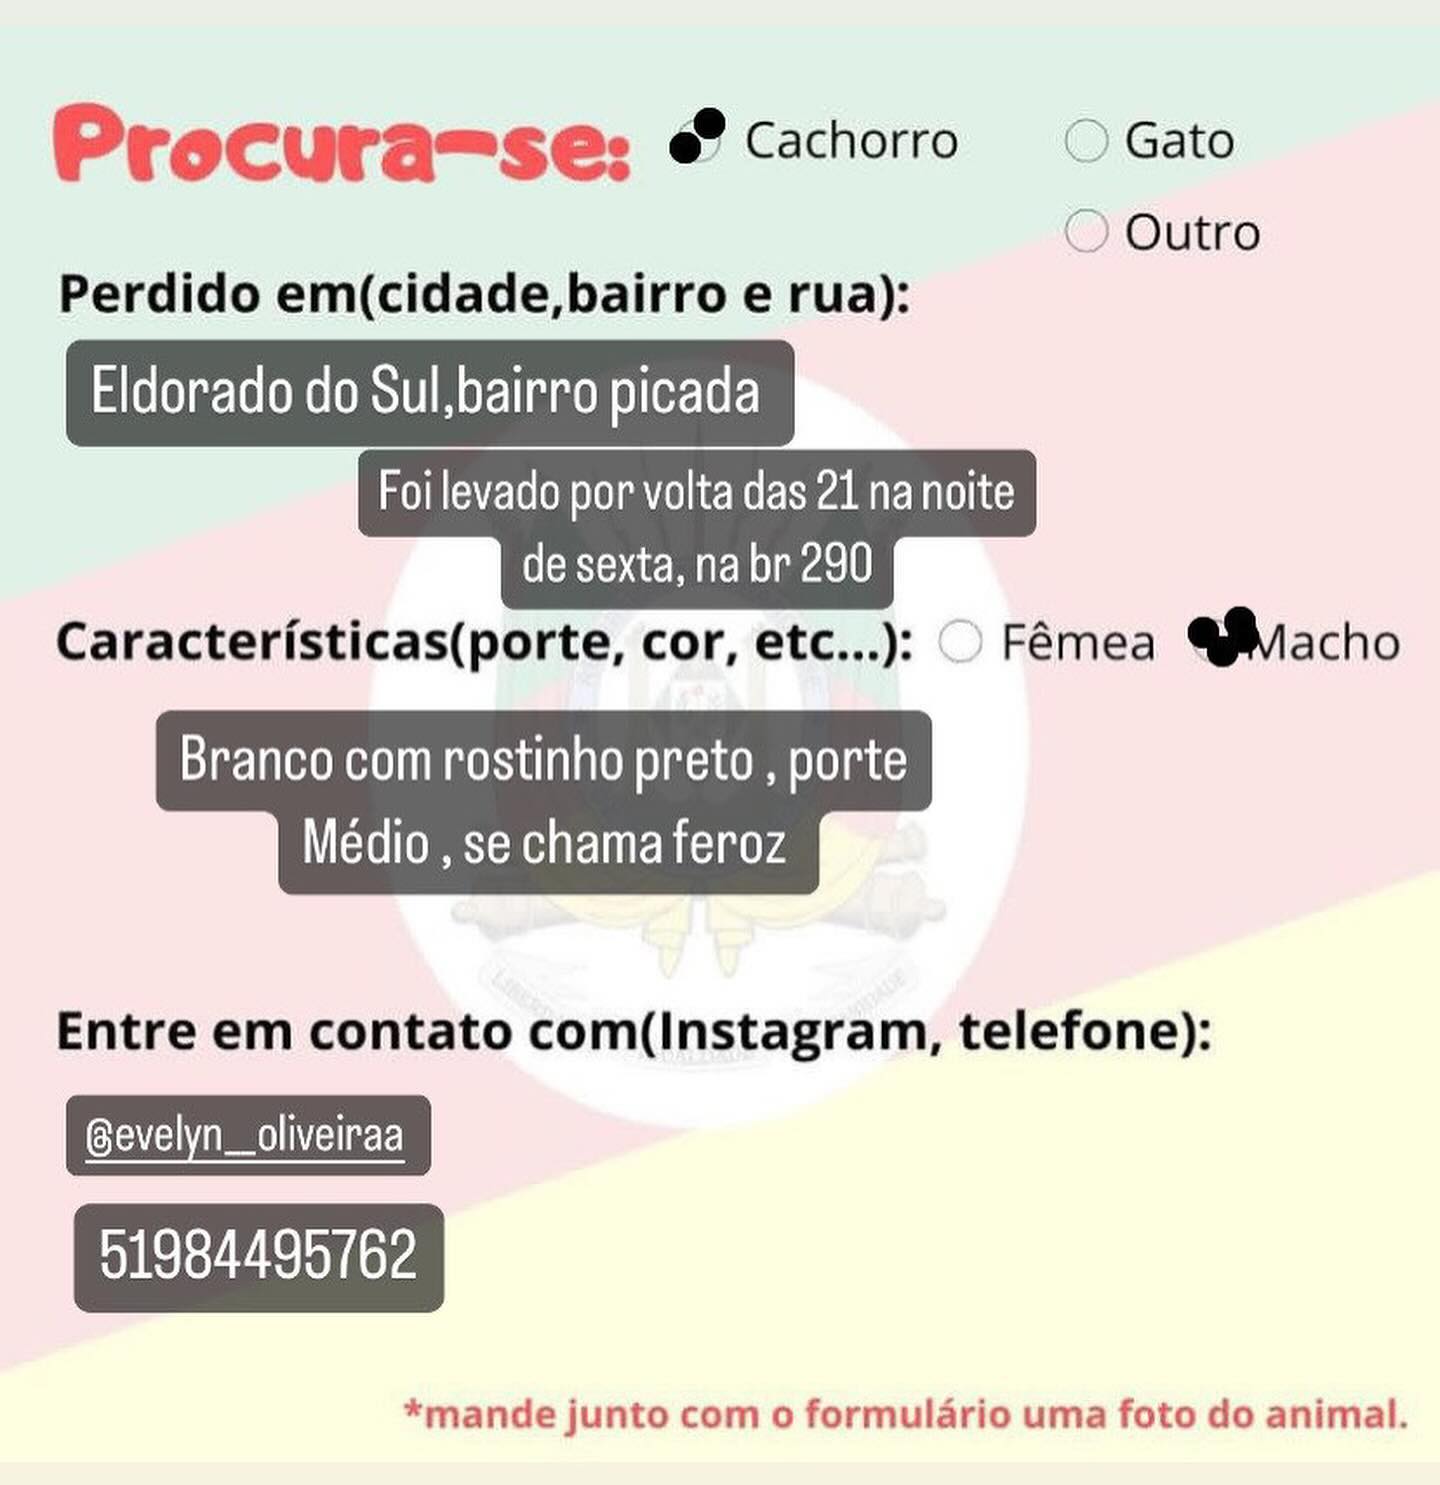 Procura-se: Cachorro Gato
Outro
Perdido em(cidade,bairro e rua):
Eldorado do Sul,bairro picada
Foi levado por volta das 21 na noite
de sexta, na br 290
Características(porte, cor, etc...): Fêmea Macho
Branco com rostinho preto , porte
Médio , se chama feroz
Entre em contato com(Instagram, telefone):
@evelyn__oliveiraa
51984495762
*mande junto com o formulário uma foto do animal.